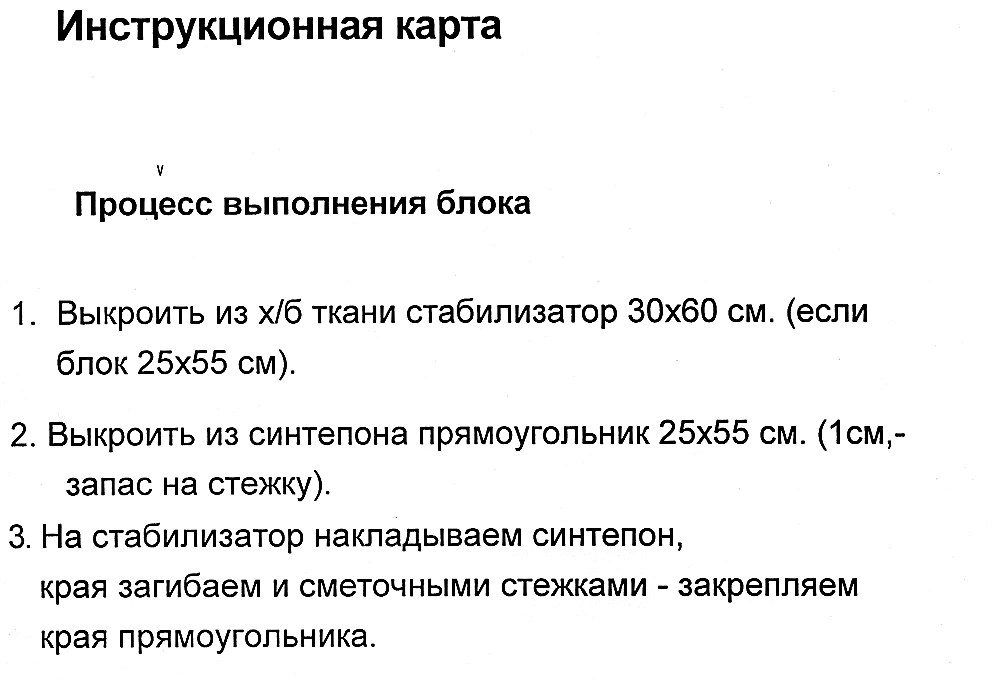 Инструкционная карта
v
Процесс выполнения блока
1. Выкроить из х/б ткани стабилизатор 30х60 см. (если
блок 25х55 см).
2. Выкроить из синтепона прямоугольник 25х55 см. (1см,-
запас на стежку).
3. На стабилизатор накладываем синтепон,
края загибаем и сметочными стежками - закрепляем
края прямоугольника.